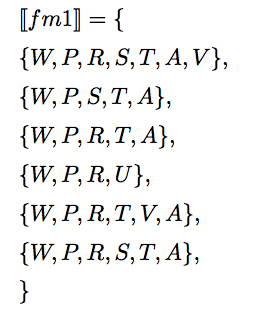 ⟦fm1⟧ = {
{W, P, R, S, T, A, V},
{W, P, S, T, A},
{W, P, R, T, A},
{W, P, R, U},
{W, P, R, T, V, A},
{W, P, R, S, T, A},
}